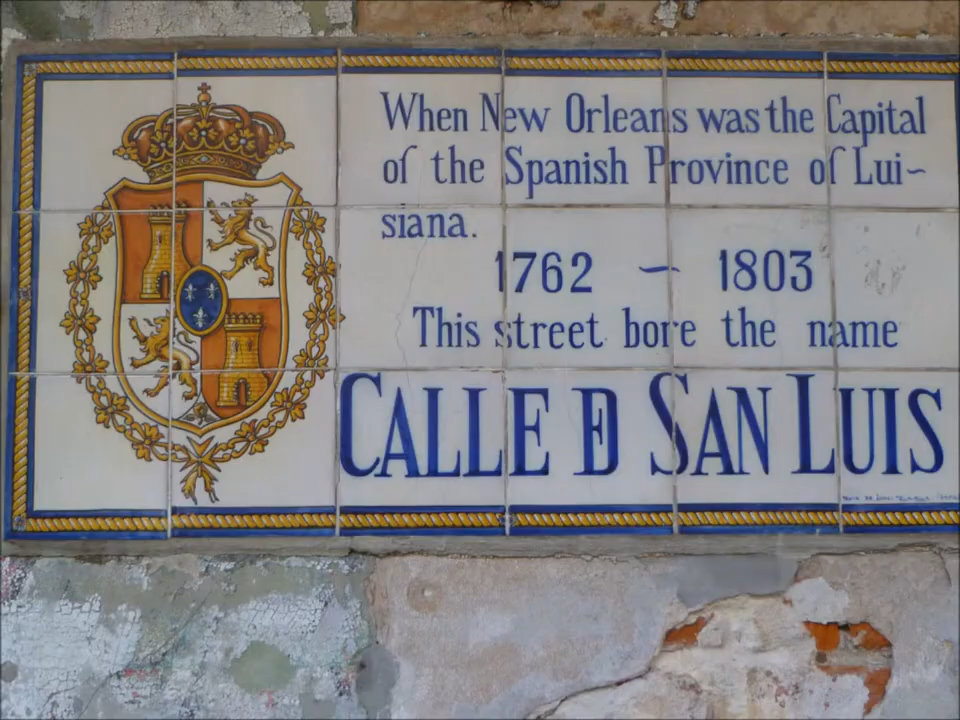 When New Orleans was the Capital
of the Spanish Province of Lui~
siana.
1762 ~ 1803
This street bore the name
CALLE D SAN LUIS